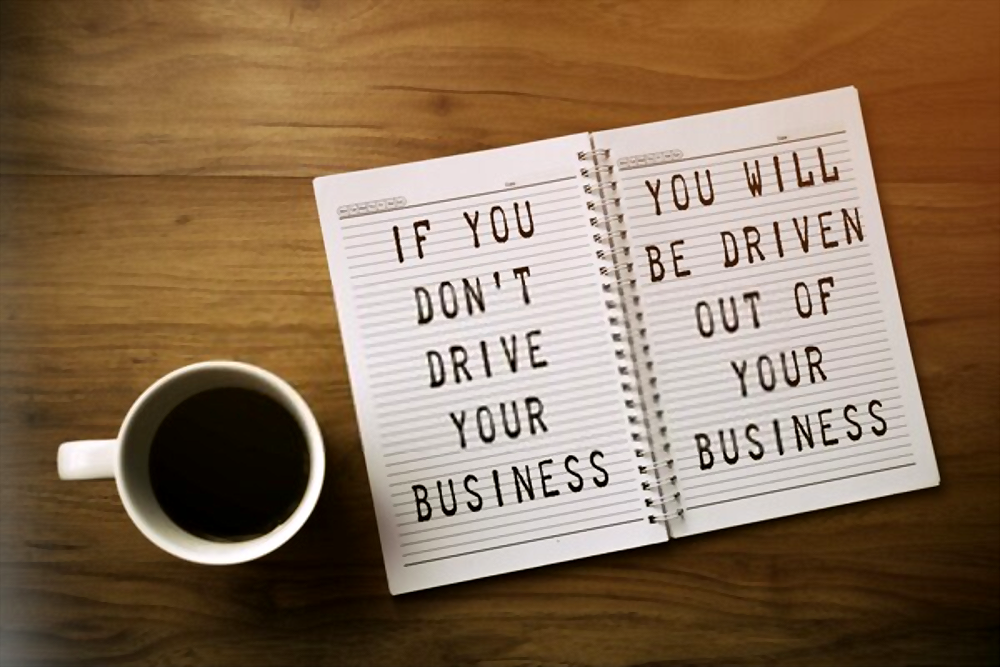 IF YOU
DON'T
DRIVE
YOUR
BUSINESS
YOU WILL
BE DRIVEN
OUT OF
YOUR
BUSINESS